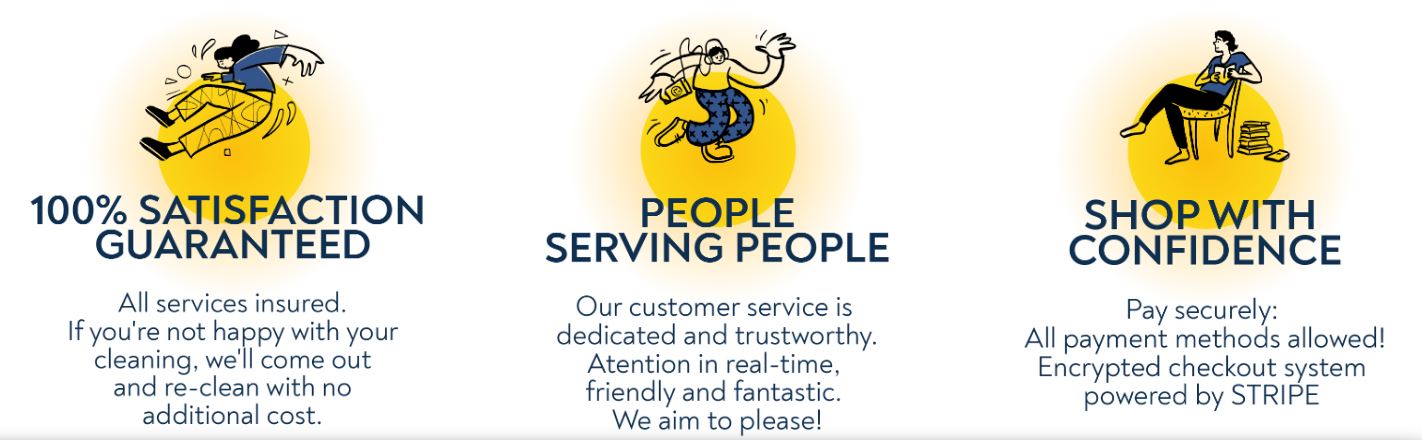 100% SATISFACTION
GUARANTEED
All services insured.
If you're not happy with your
cleaning, we'll come out
and re-clean with no
additional cost.
PEOPLE
SERVING PEOPLE
Our customer service is
dedicated and trustworthy.
Atention in real-time,
friendly and fantastic.
We aim to please!
SHOP WITH
CONFIDENCE
Pay securely:
All payment methods allowed!
Encrypted checkout system
powered by STRIPE